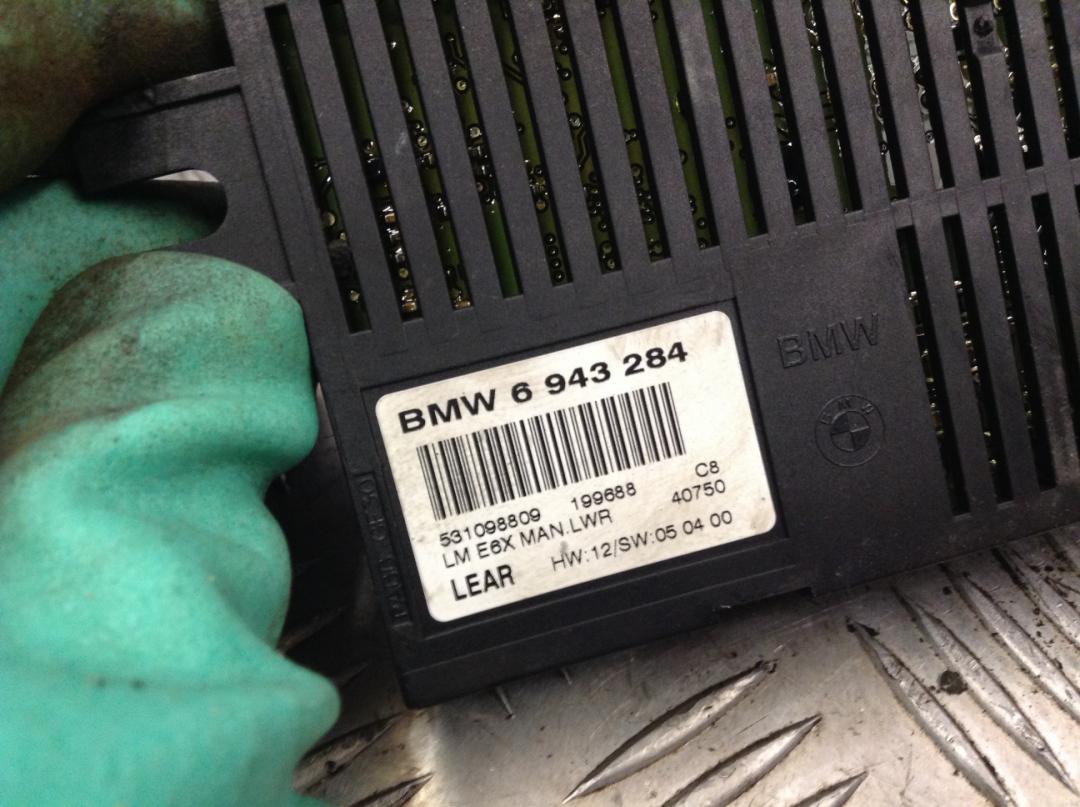 BMW 6 943 284
531098809 199688 C8
LM E6X MAN.LWR 40750
LEAR HW:12/SW:05 04 00
BMW
BMW